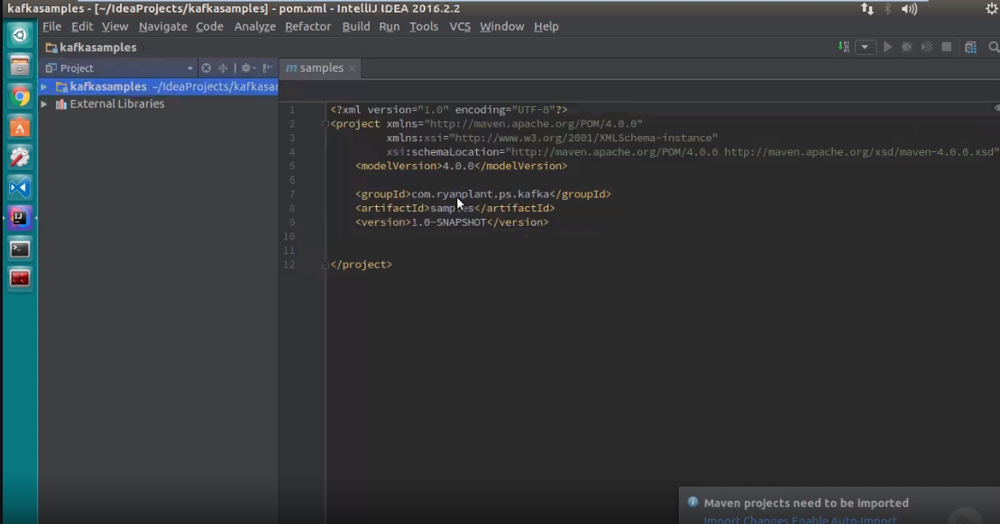 kafkasamples - [~/IdeaProjects/kafkasamples] - pom.xml - IntelliJ IDEA 2016.2.2
File Edit View Navigate Code Analyze Refactor Build Run Tools VCS Window Help
kafkasamples
Project
m samples
kafkasamples ~/IdeaProjects/kafkasar
External Libraries
1 <?xml version="1.0" encoding="UTF-8"?>
2 <project xmlns="http://maven.apache.org/POM/4.0.0"
3 xmlns:xsi="http://www.w3.org/2001/XMLSchema-instance"
4 xsi:schemaLocation="http://maven.apache.org/POM/4.0.0 http://maven.apache.org/xsd/maven-4.0.0.xsd"
5 <modelVersion>4.0.0</modelVersion>
6
7 <groupId>com.ryanplant.ps.kafka</groupId>
8 <artifactId>samples</artifactId>
9 <version>1.0-SNAPSHOT</version>
10
11
12 </project>
Maven projects need to be imported
Import Changes Enable Auto-Import